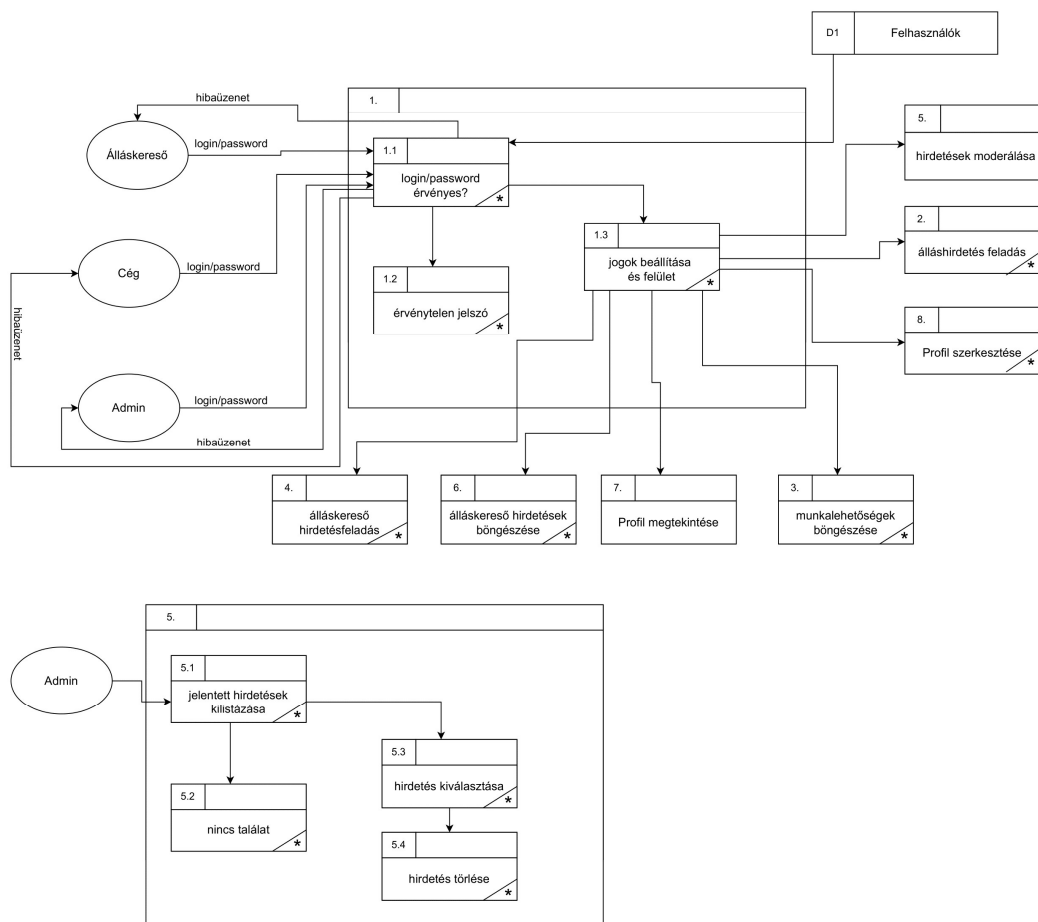 D1
Felhasználók
hibaüzenet
1.
5.
Álláskereső
login/password
1.1
login/password
érvényes?
*
hirdetések moderálása
2.
álláshirdetés feladás
*
1.3
jogok beállítása
és felület
*
Cég
login/password
1.2
érvénytelen jelszó
*
8.
Profil szerkesztése
*
hibaüzenet
Admin
login/password
hibaüzenet
4.
álláskereső
hirdetésfeladás
*
6.
álláskereső hirdetések
böngészése
*
7.
Profil megtekintése
3.
munkalehetőségek
böngészése
*
5.
Admin
5.1
jelentett hirdetések
kilistázása
*
5.3
hirdetés kiválasztása
*
5.2
nincs találat
*
5.4
hirdetés törlése
*